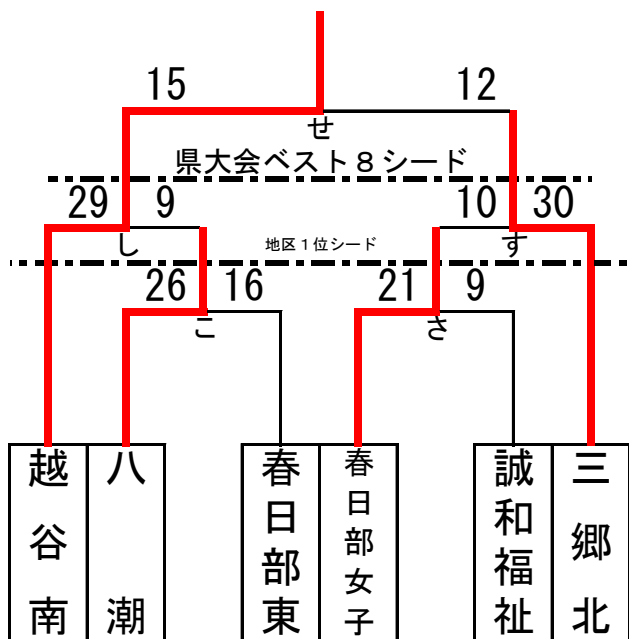 15 12
せ
県大会ベスト８シード
29 9 10 30
し 地区１位シード す
26 16 21 9
こ さ
越谷南
八潮
春日部東
春日部女子
誠和福祉
三郷北